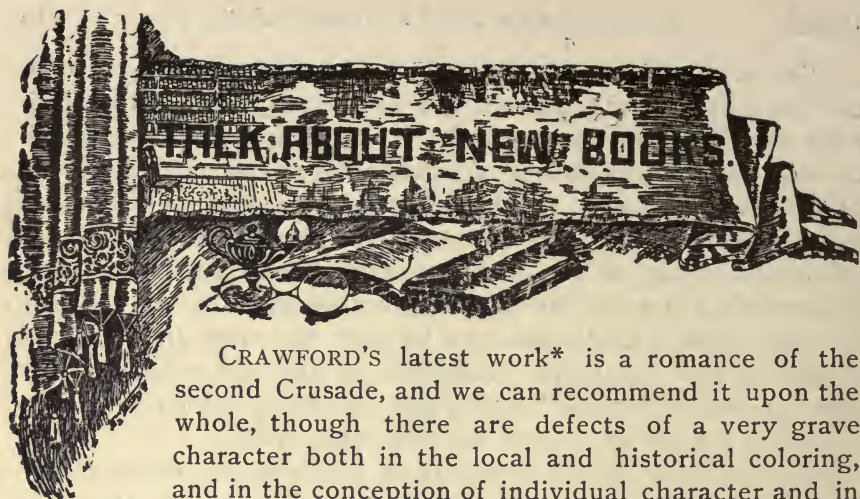 TALK ABOUT NEW BOOKS.
CRAWFORD'S latest work* is a romance of the
second Crusade, and we can recommend it upon the
whole, though there are defects of a very grave
character both in the local and historical coloring,
and in the conception of individual character and in